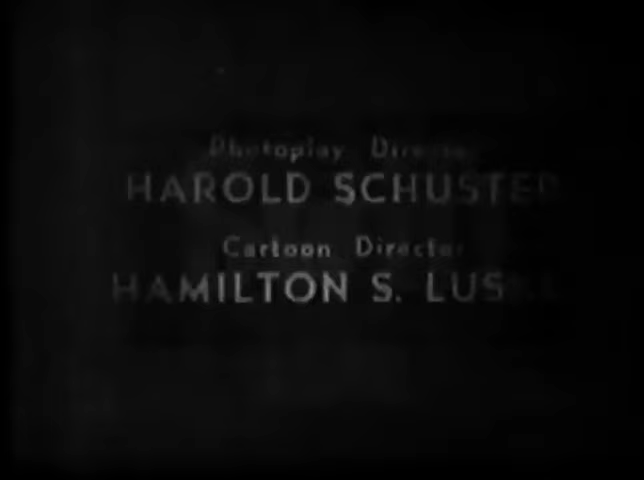 Photoplay Director
HAROLD SCHUSTER
Cartoon Director
HAMILTON S.